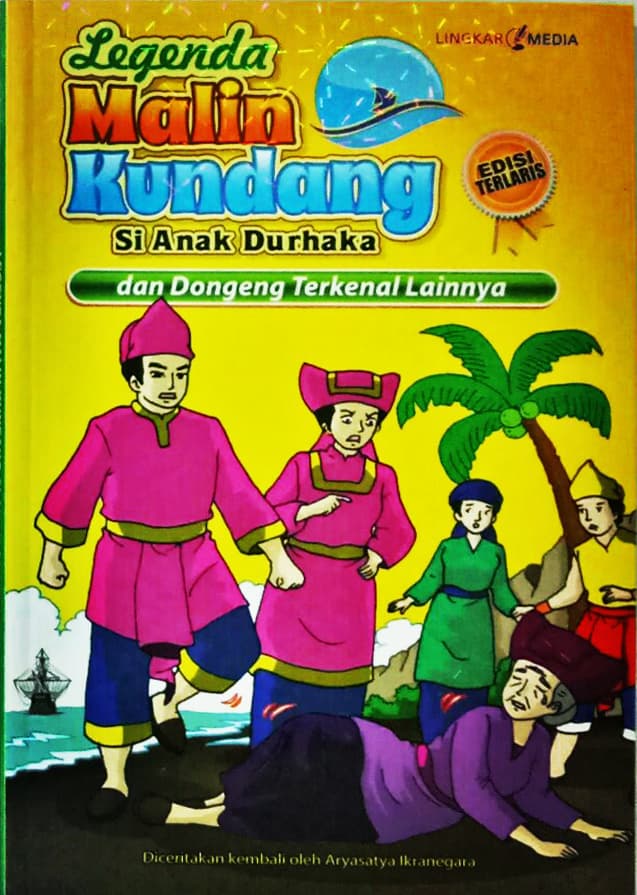 LINGKAR MEDIA
Legenda
Malin
Kundang
EDISI
TERLARIS
Si Anak Durhaka
dan Dongeng Terkenal Lainnya
Diceritakan kembali oleh Aryasatya Ikranegara